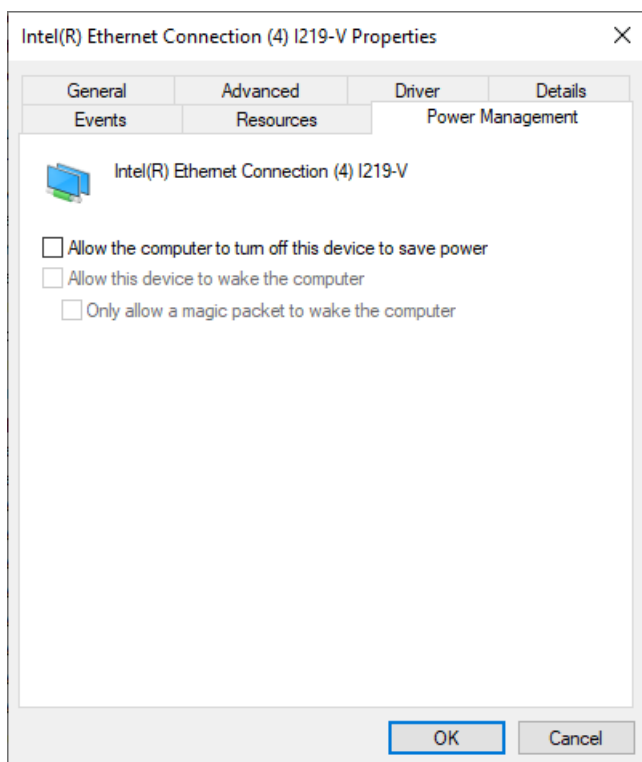 Intel(R) Ethernet Connection (4) I219-V Properties
General Advanced Driver Details
Events Resources Power Management
Intel(R) Ethernet Connection (4) I219-V
Allow the computer to turn off this device to save power
Allow this device to wake the computer
Only allow a magic packet to wake the computer
OK Cancel